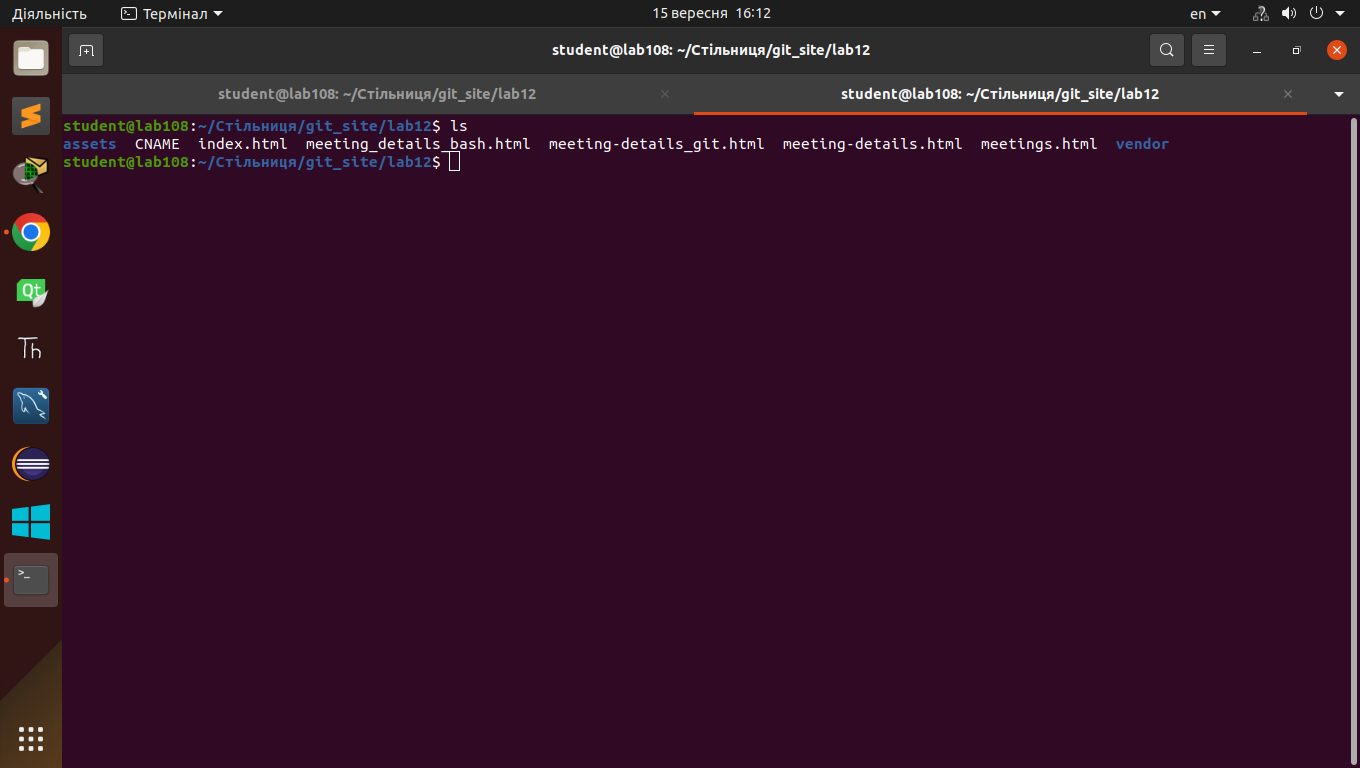 Діяльність Термінал 15 вересня 16:12 en
student@lab108: ~/Стільниця/git_site/lab12
student@lab108: ~/Стільниця/git_site/lab12 student@lab108: ~/Стільниця/git_site/lab12
student@lab108:~/Стільниця/git_site/lab12$ ls
assets CNAME index.html meeting_details_bash.html meeting-details_git.html meeting-details.html meetings.html vendor
student@lab108:~/Стільниця/git_site/lab12$
Qt
Th
>_